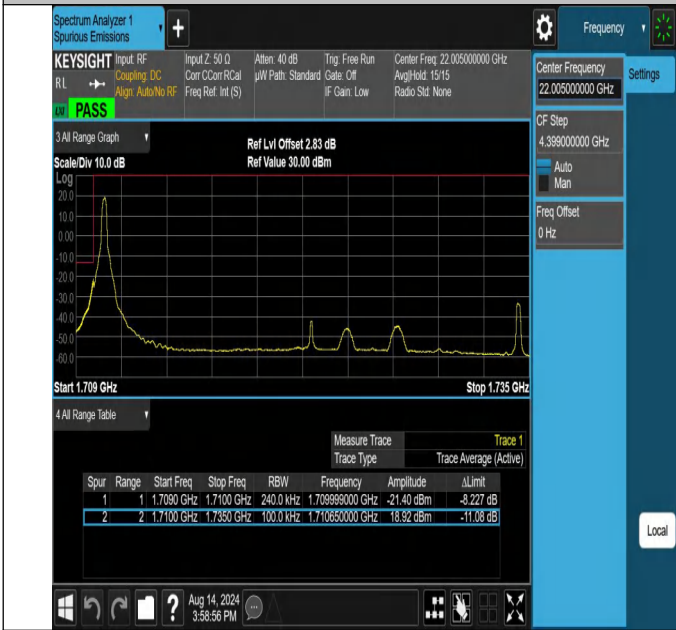 Spectrum Analyzer 1
Spurious Emissions
+
Frequency
KEYSIGHT Input: RF Input Z: 50 Ω Atten: 40 dB Trig: Free Run Center Freq: 22.005000000 GHz
RL Coupling: DC Corr CCorr RCal µW Path: Standard Gate: Off Avg|Hold: 15/15
Align: Auto/No RF Freq Ref: Int (S) IF Gain: Low Radio Std: None
PASS
Center Frequency
22.005000000 GHz
Settings
CF Step
4.399000000 GHz
Auto
Man
Freq Offset
0 Hz
3 All Range Graph
Ref Lvl Offset 2.83 dB
Scale/Div 10.0 dB Ref Value 30.00 dBm
Log
20.0
10.0
0.00
-10.0
-20.0
-30.0
-40.0
-50.0
-60.0
Start 1.709 GHz Stop 1.735 GHz
4 All Range Table
Measure Trace Trace 1
Trace Type Trace Average (Active)
Spur Range Start Freq Stop Freq RBW Frequency Amplitude ΔLimit
1 1 1.7090 GHz 1.7100 GHz 240.0 kHz 1.709999000 GHz -21.40 dBm -8.227 dB
2 2 1.7100 GHz 1.7350 GHz 100.0 kHz 1.710650000 GHz 18.92 dBm -11.08 dB
Local
? Aug 14, 2024
3:58:56 PM